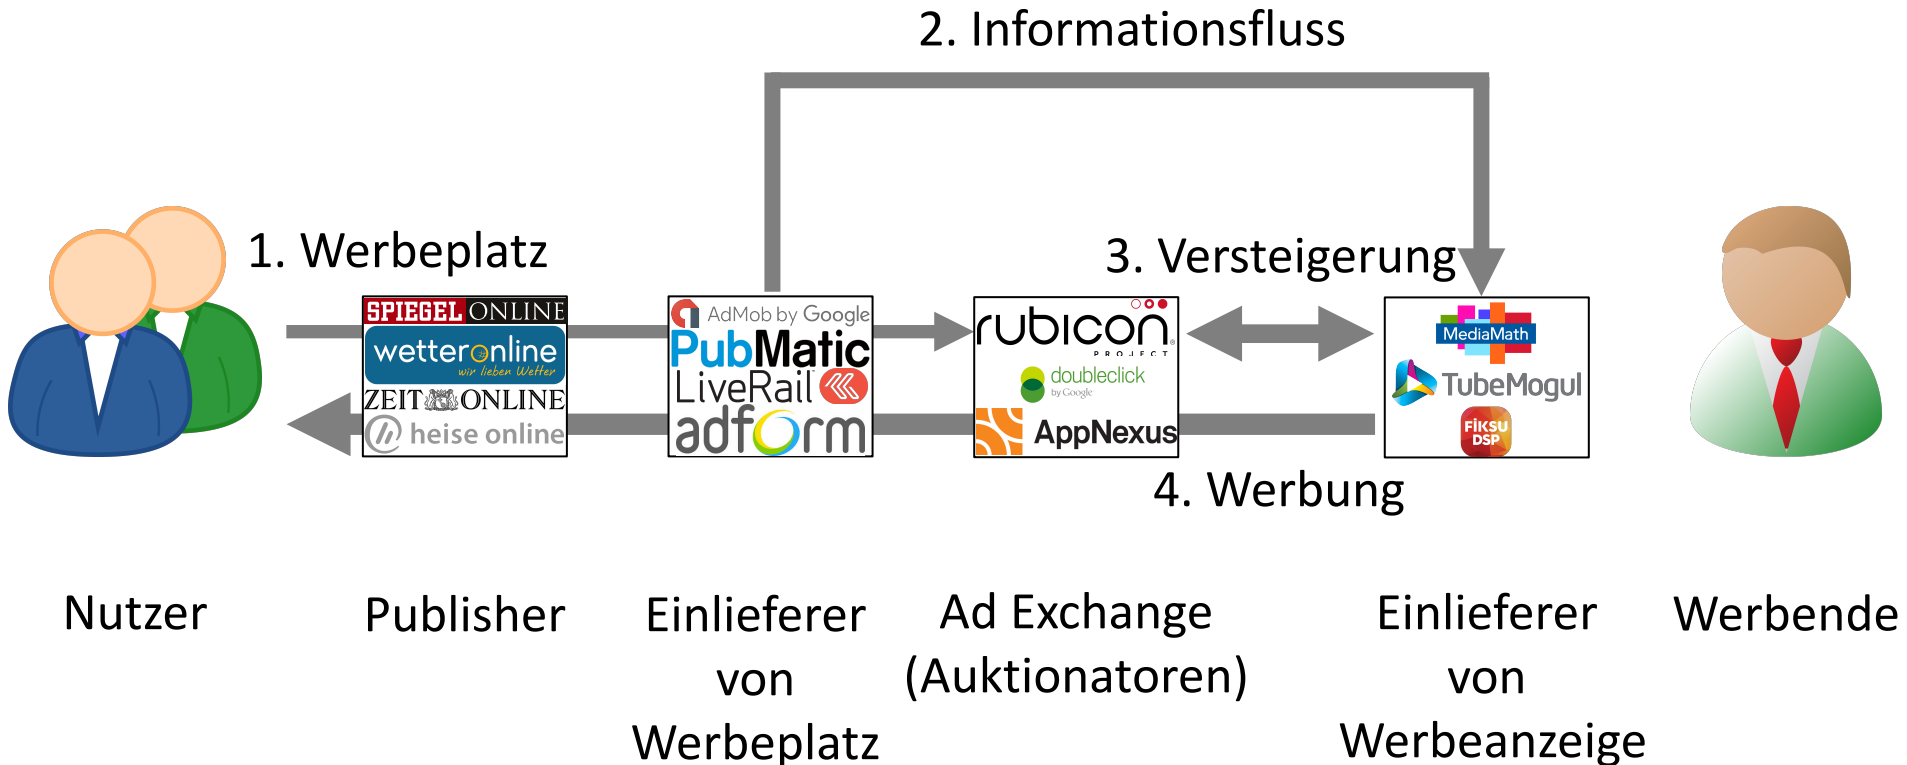 2. Informationsfluss
1. Werbeplatz
3. Versteigerung
SPIEGEL ONLINE
wetteronline
wir lieben Wetter
ZEIT ONLINE
heise online
AdMob by Google
PubMatic
LiveRail
adform
rubicon
PROJECT
doubleclick
by Google
AppNexus
MediaMath
TubeMogul
FIKSU
DSP
4. Werbung
Nutzer
Publisher
Einlieferer
von
Werbeplatz
Ad Exchange
(Auktionatoren)
Einlieferer
von
Werbeanzeige
Werbende